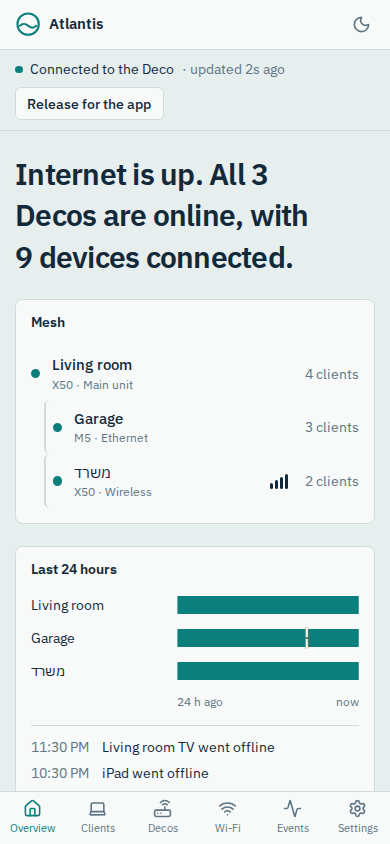 Atlantis
Connected to the Deco · updated 2s ago
Release for the app
Internet is up. All 3
Decos are online, with
9 devices connected.
Mesh
Living room
4 clients
X50 · Main unit
Garage
3 clients
M5 · Ethernet
משרד
2 clients
X50 · Wireless
Last 24 hours
Living room
Garage
משרד
24 h ago now
11:30 PM Living room TV went offline
10:30 PM iPad went offline
Overview Clients Decos Wi-Fi Events Settings